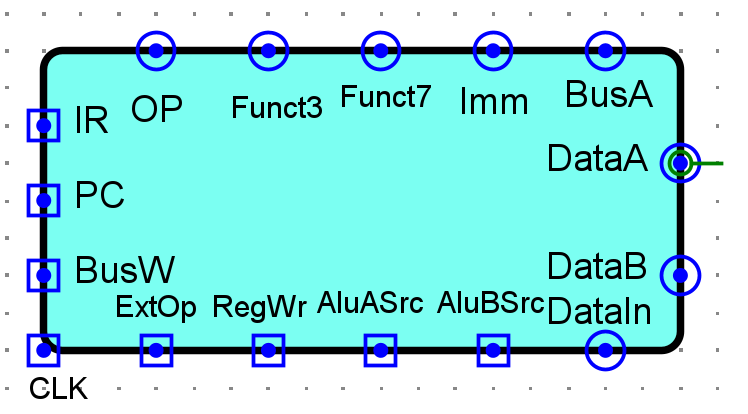 OP Funct3 Funct7 Imm BusA
IR
DataA
PC
BusW
DataB
ExtOp RegWr AluASrc AluBSrc DataIn
CLK